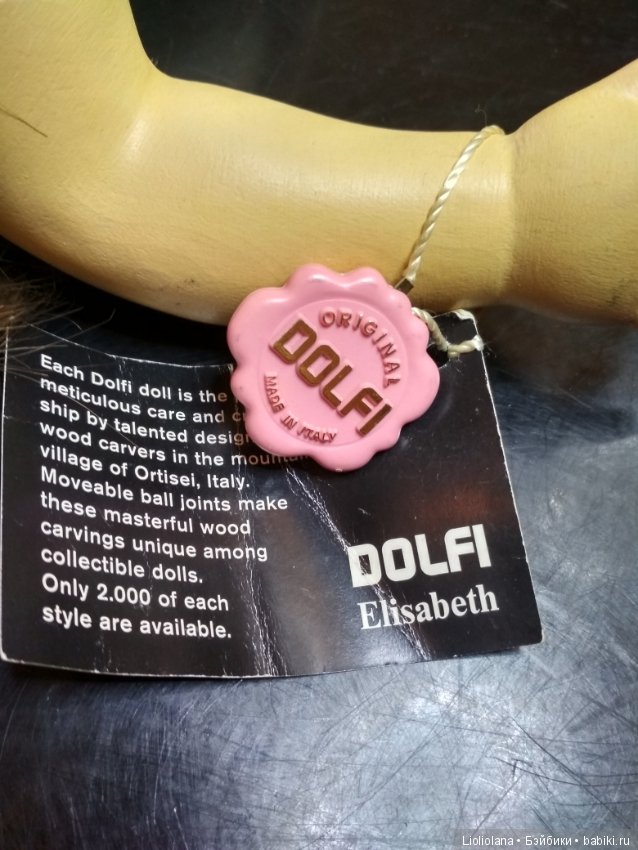 ORIGINAL
DOLFI
MADE IN ITALY
Each Dolfi doll is the
meticulous care and
ship by talented
wood carvers in the
village of Ortisei, Italy.
Moveable ball joints make
these masterful wood
carvings unique among
collectible dolls.
Only 2.000 of each
style are available.
DOLFI
Elisabeth
Lioliolana • Бэйбики • babiki.ru